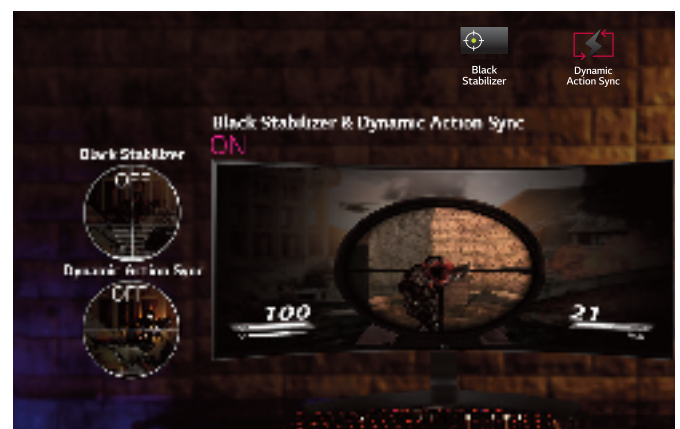 Black
Stabilizer
Dynamic
Action Sync
Black Stabilizer & Dynamic Action Sync
ON
Black Stabilizer
OFF
Dynamic Action Sync
OFF
100
21